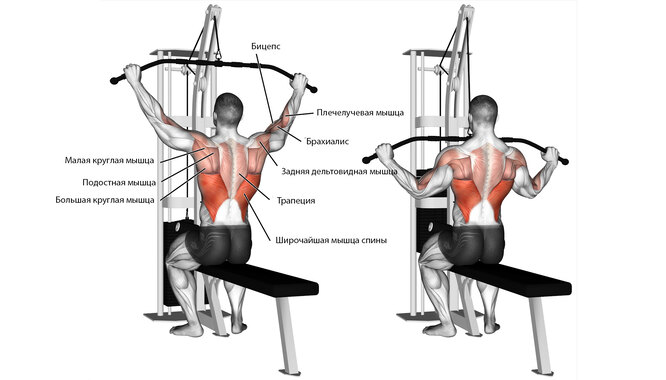 Бицепс
Плечелучевая мышца
Брахиалис
Малая круглая мышца
Задняя дельтовидная мышца
Подостная мышца
Большая круглая мышца
Трапеция
Широчайшая мышца спины